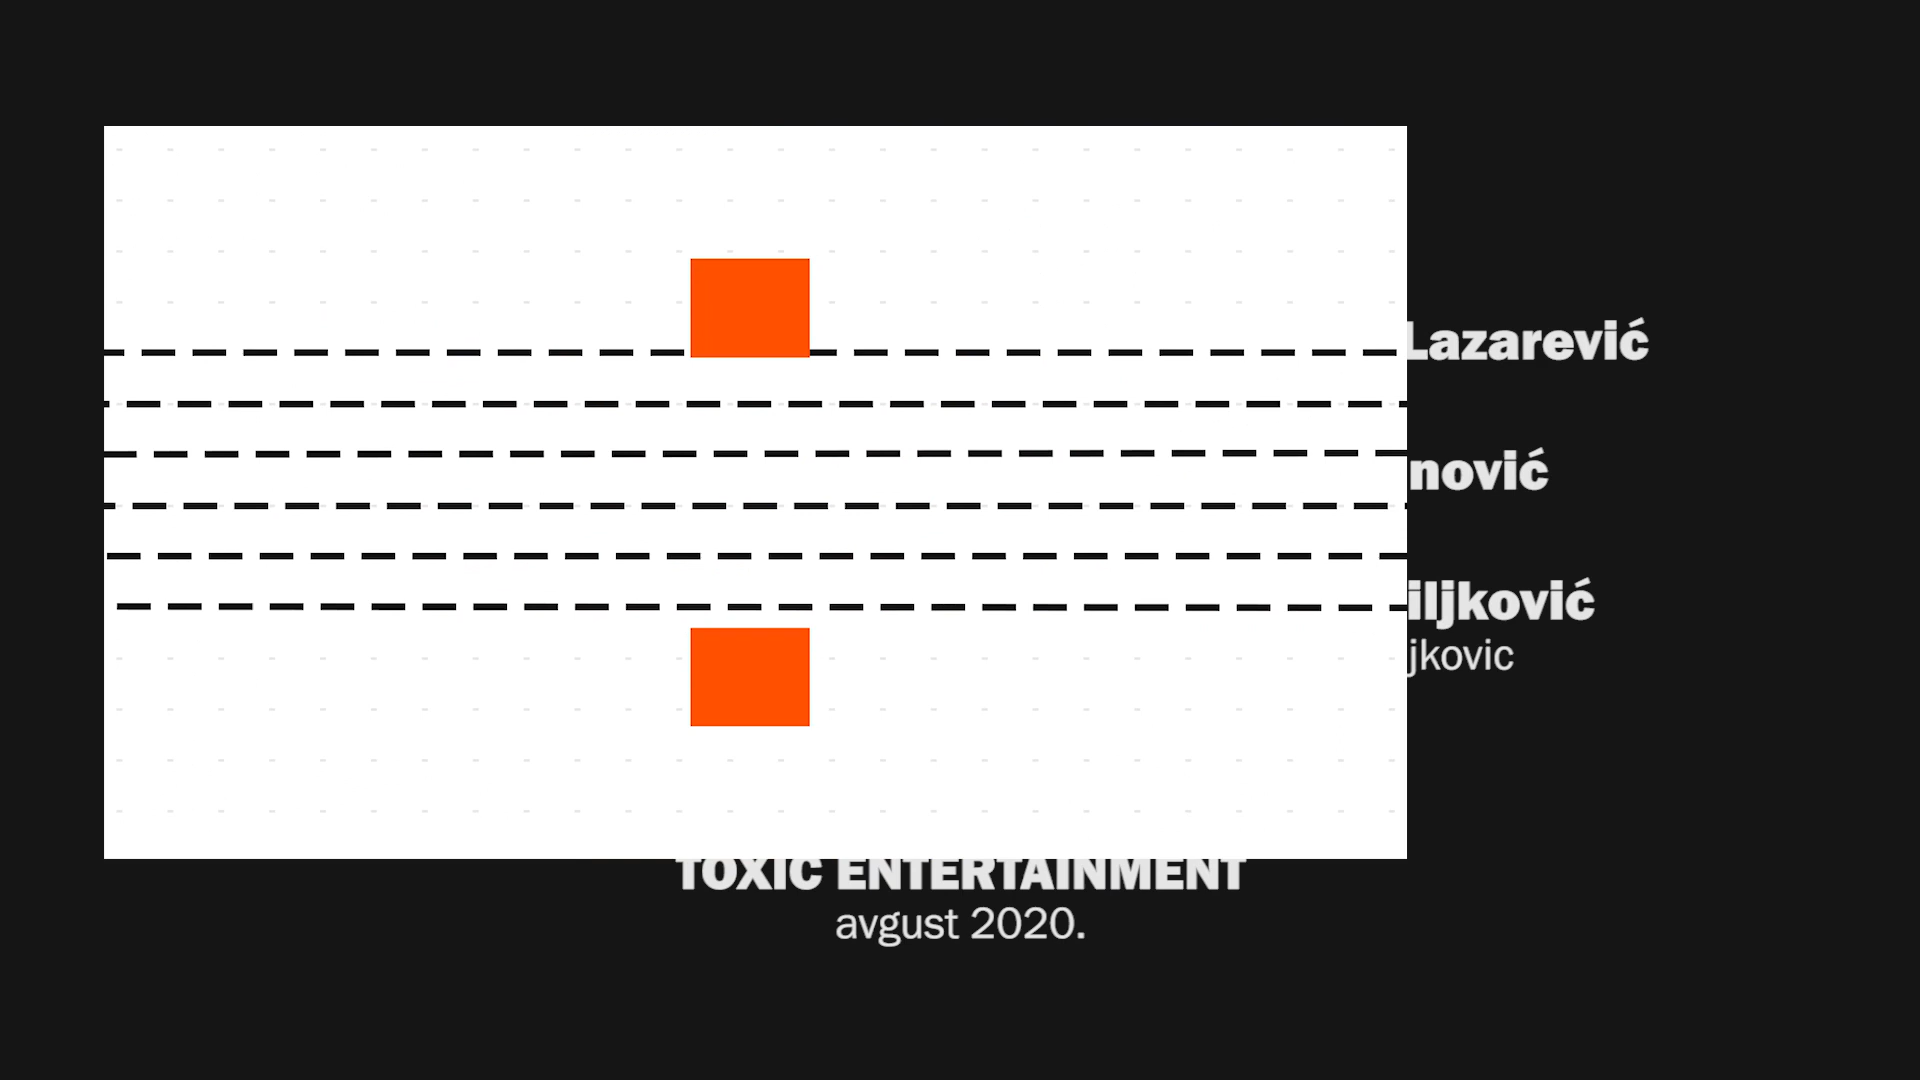 Lazarević
nović
iljković
jkovic
TOXIC ENTERTAINMENT
avgust 2020.